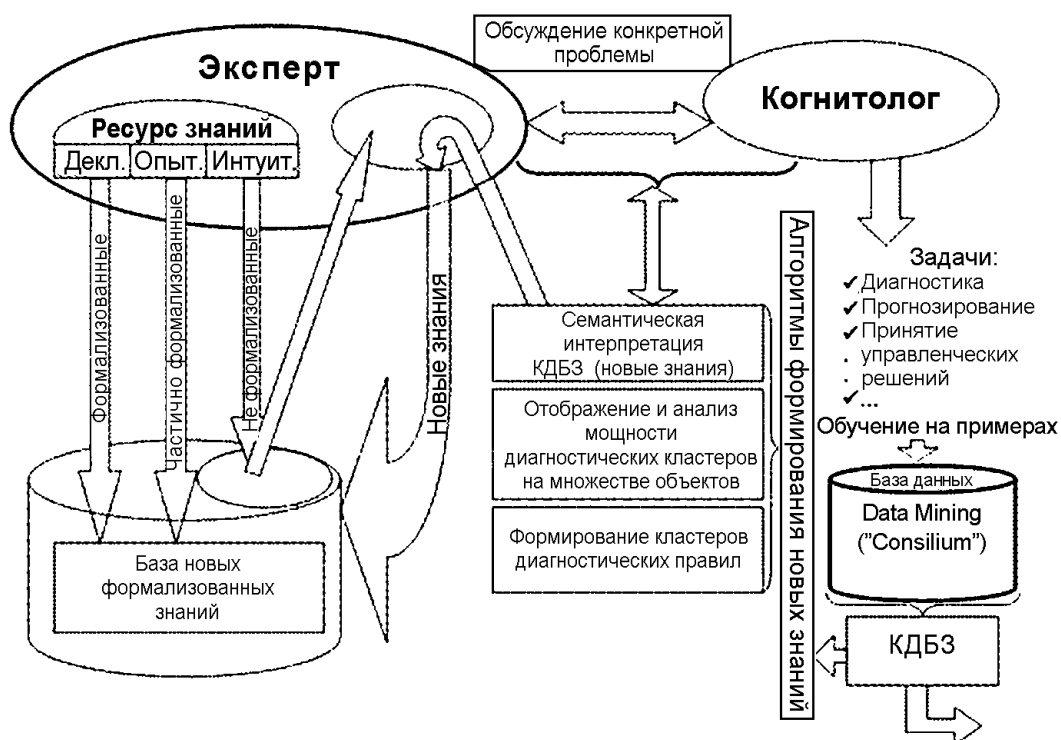 Обсуждение конкретной
проблемы
Эксперт
Когнитолог
Ресурс знаний
Декл. Опыт. Интуит.
Формализованные
Частично формализованные
Не формализованные
Новые знания
Семантическая
интерпретация
КДБЗ (новые знания)
Отображение и анализ
мощности
диагностических кластеров
на множестве объектов
Формирование кластеров
диагностических правил
Алгоритмы формирования новых знаний
Задачи:
✔ Диагностика
✔ Прогнозирование
✔ Принятие
. управленческих
. решений
✔ ...
Обучение на примерах
База данных
Data Mining
("Consilium")
КДБЗ
База новых
формализованных
знаний